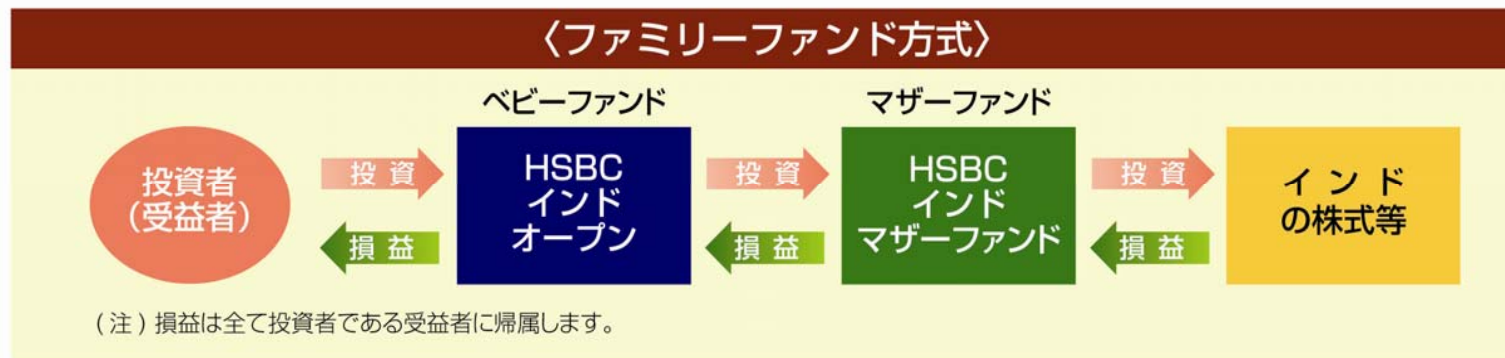 〈ファミリーファンド方式〉
ベビーファンド
マザーファンド
投資者
(受益者)
投資
損益
HSBC
インド
オープン
投資
損益
HSBC
インド
マザーファンド
投資
損益
インド
の株式等
(注)損益は全て投資者である受益者に帰属します。